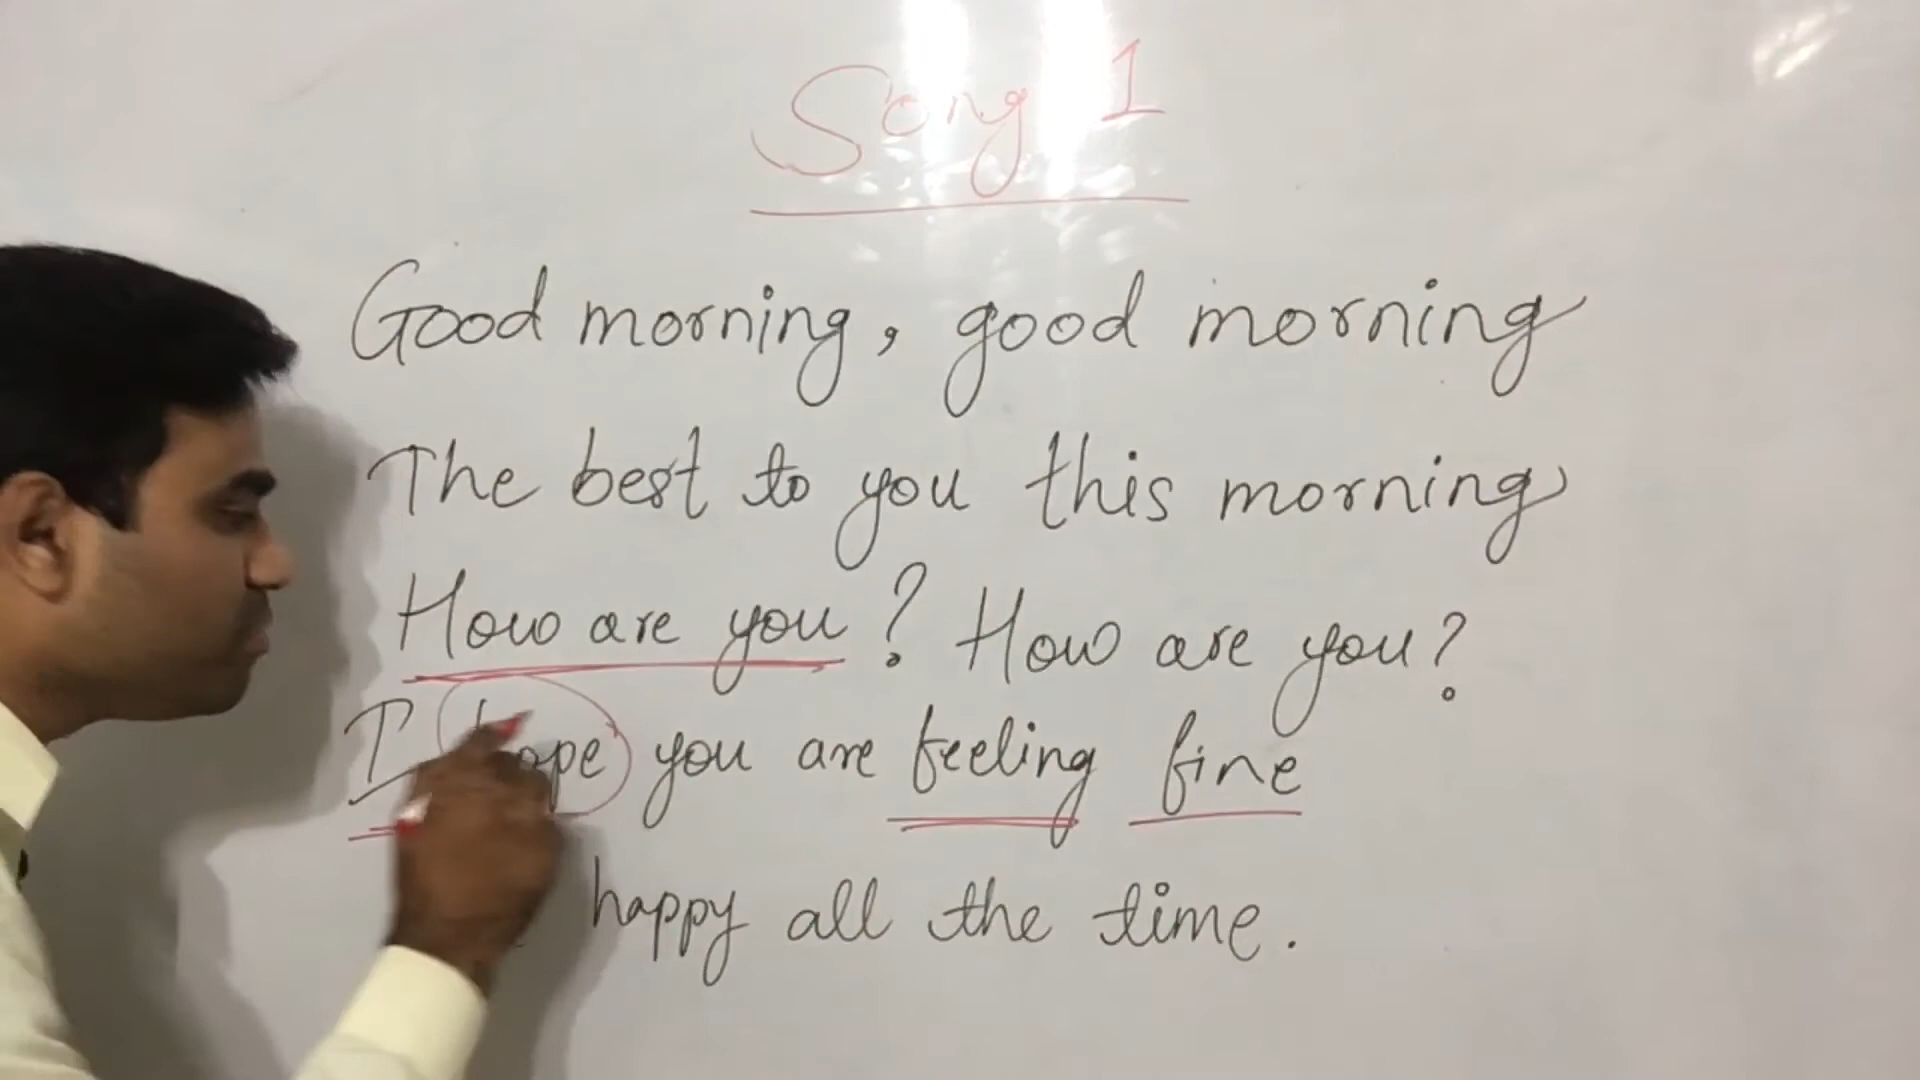 Song 1
Good morning, good morning
The best to you this morning
How are you? How are you?
I hope you are feeling fine
happy all the time.